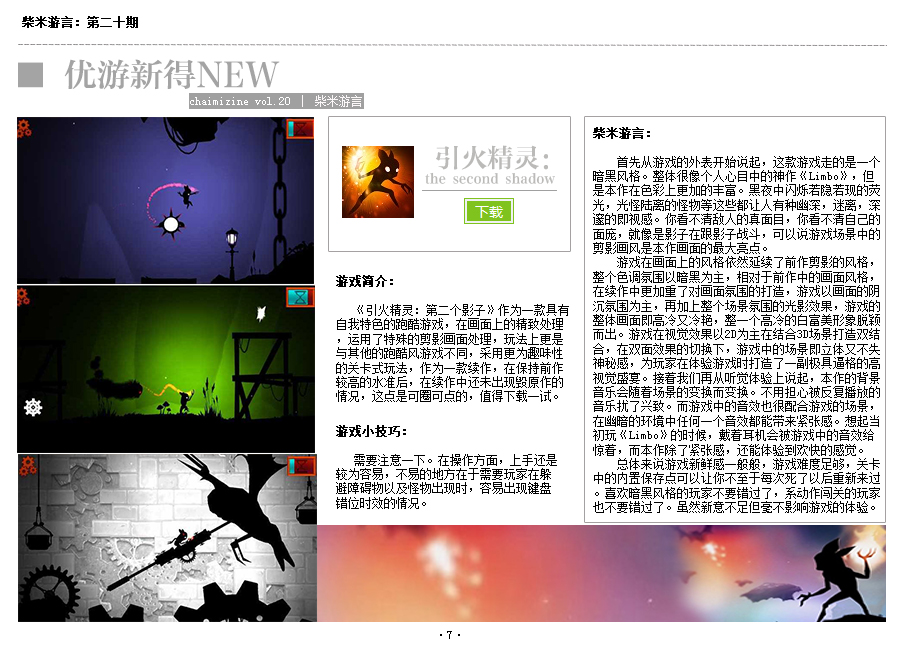 柴米游言：第二十期
优游新得NEW
chaimizine vol.20 | 柴米游言
引火精灵：
the second shadow
下载
游戏简介：
《引火精灵：第二个影子》作为一款具有
自我特色的跑酷游戏，在画面上的精致处理
，运用了特殊的剪影画面处理，玩法上更是
与其他的跑酷风游戏不同，采用更为趣味性
的关卡式玩法，作为一款续作，在保持前作
较高的水准后，在续作中还未出现毁原作的
情况，这点是可圈可点的，值得下载一试。
游戏小技巧：
需要注意一下。在操作方面，上手还是
较为容易，不易的地方在于需要玩家在躲
避障碍物以及怪物出现时，容易出现键盘
错位时效的情况。
柴米游言：
首先从游戏的外表开始说起，这款游戏走的是一个
暗黑风格。整体很像个人心目中的神作《Limbo》，但
是本作在色彩上更加的丰富。黑夜中闪烁若隐若现的荧
光，光怪陆离的怪物等这些都让人有种幽深，迷离，深
邃的即视感。你看不清敌人的真面目，你看不清自己的
面庞，就像是影子在跟影子战斗，可以说游戏场景中的
剪影画风是本作画面的最大亮点。
游戏在画面上的风格依然延续了前作剪影的风格，
整个色调氛围以暗黑为主，相对于前作中的画面风格，
在续作中更加重了对画面氛围的打造，游戏以画面的阴
沉氛围为主，再加上整个场景氛围的光影效果，游戏的
整体画面即高冷又冷艳，整一个高冷的白富美形象脱颖
而出。游戏在视觉效果以2D为主在结合3D场景打造双结
合，在双面效果的切换下，游戏中的场景即立体又不失
神秘感，为玩家在体验游戏时打造了一副极具逼格的高
视觉盛宴。接着我们再从听觉体验上说起，本作的背景
音乐会随着场景的变换而变换。不用担心被反复播放的
音乐扰了兴致。而游戏中的音效也很配合游戏的场景，
在幽暗的环境中任何一个音效都能带来紧张感。想起当
初玩《Limbo》的时候，戴着耳机会被游戏中的音效给
惊着，而本作除了紧张感，还能体验到欢快的感觉。
总体来说游戏新鲜感一般般，游戏难度足够，关卡
中的内置保存点可以让你不至于每次死了以后重新来过
。喜欢暗黑风格的玩家不要错过了，系动作闯关的玩家
也不要错过了。虽然新意不足但毫不影响游戏的体验。
·7·